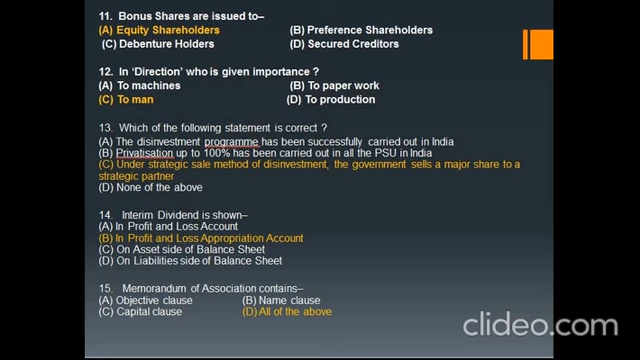 11. Bonus Shares are issued to–
(A) Equity Shareholders (B) Preference Shareholders
(C) Debenture Holders (D) Secured Creditors
12. In ‘Direction’ who is given importance ?
(A) To machines (B) To paper work
(C) To man (D) To production
13. Which of the following statement is correct ?
(A) The disinvestment programme has been successfully carried out in India
(B) Privatisation up to 100% has been carried out in all the PSU in India
(C) Under strategic sale method of disinvestment, the government sells a major share to a
strategic partner
(D) None of the above
14. Interim Dividend is shown–
(A) In Profit and Loss Account
(B) In Profit and Loss Appropriation Account
(C) On Asset side of Balance Sheet
(D) On Liabilities side of Balance Sheet
15. Memorandum of Association contains–
(A) Objective clause (B) Name clause
(C) Capital clause (D) All of the above
clideo.com